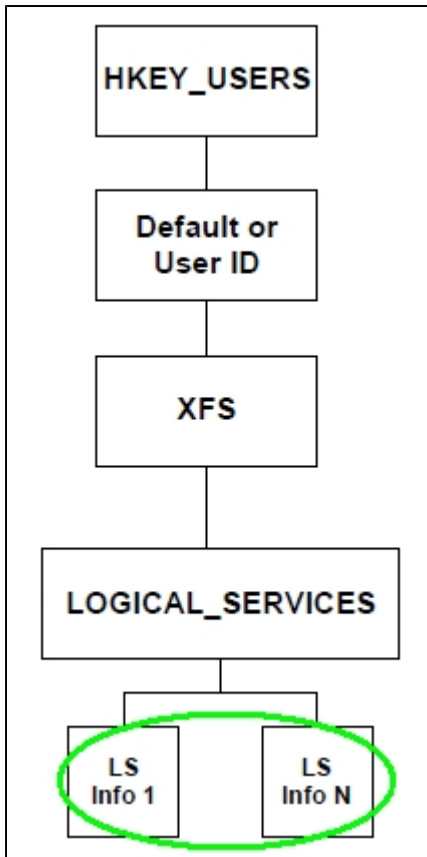 HKEY_USERS
Default or
User ID
XFS
LOGICAL_SERVICES
LS
Info 1
LS
Info N